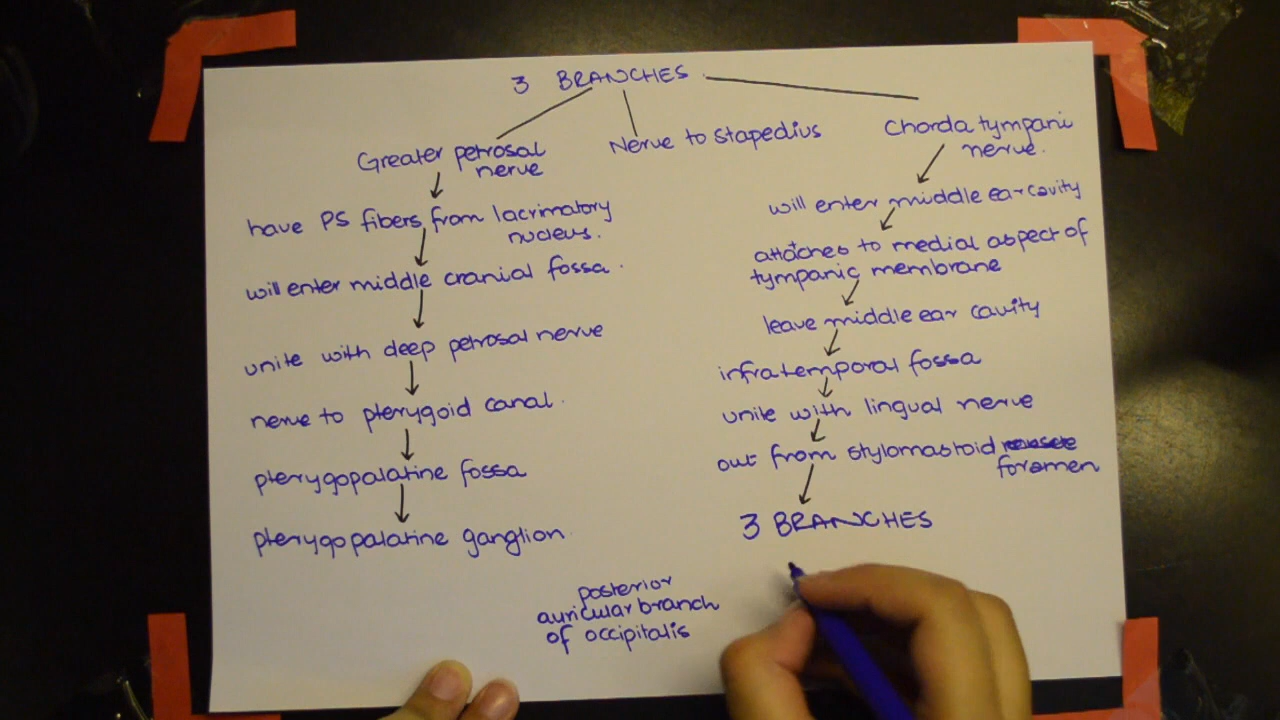 3 BRANCHES
Greater petrosal
nerve
have PS fibers from lacrimatory
nucleus.
will enter middle cranial fossa.
unite with deep petrosal nerve
nerve to pterygoid canal.
pterygopalatine fossa
pterygopalatine ganglion.
Nerve to stapedius
Chorda tympani
nerve.
will enter middle ear cavity
attaches to medial aspect of
tympanic membrane
leave middle ear cavity
infratemporal fossa
unite with lingual nerve
out from stylomastoid
foramen
3 BRANCHES
posterior
auricular branch
of occipitalis